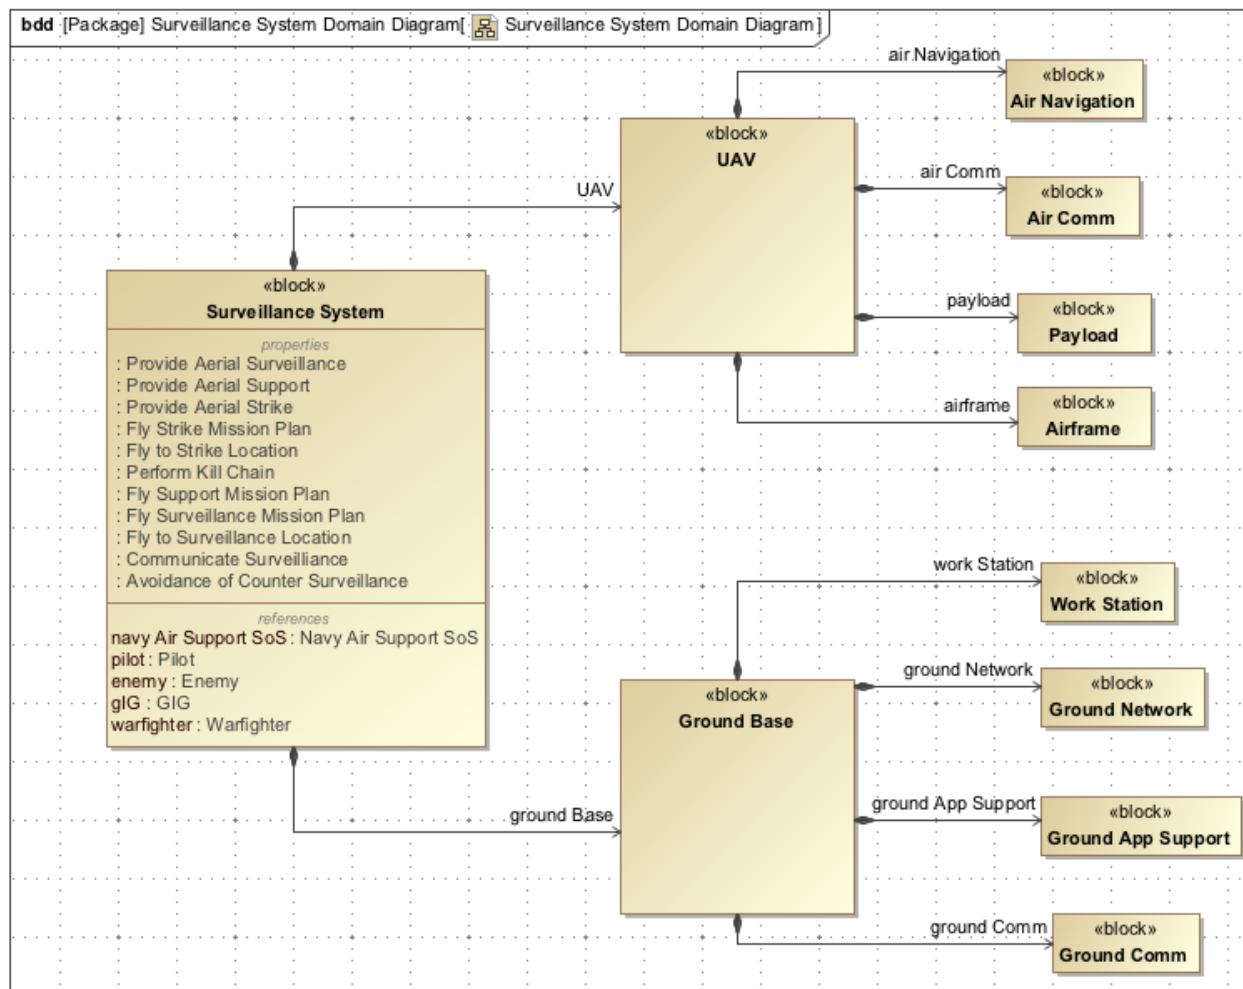 bdd [Package] Surveillance System Domain Diagram[ Surveillance System Domain Diagram ]
air Navigation
«block»
Air Navigation
«block»
UAV
air Comm
«block»
Air Comm
UAV
payload
«block»
Payload
airframe
«block»
Airframe
«block»
Surveillance System
properties
: Provide Aerial Surveillance
: Provide Aerial Support
: Provide Aerial Strike
: Fly Strike Mission Plan
: Fly to Strike Location
: Perform Kill Chain
: Fly Support Mission Plan
: Fly Surveillance Mission Plan
: Fly to Surveillance Location
: Communicate Surveilliance
: Avoidance of Counter Surveillance
references
navy Air Support SoS : Navy Air Support SoS
pilot : Pilot
enemy : Enemy
gIG : GIG
warfighter : Warfighter
work Station
«block»
Work Station
ground Network
«block»
Ground Network
«block»
Ground Base
ground Base
ground App Support
«block»
Ground App Support
ground Comm
«block»
Ground Comm